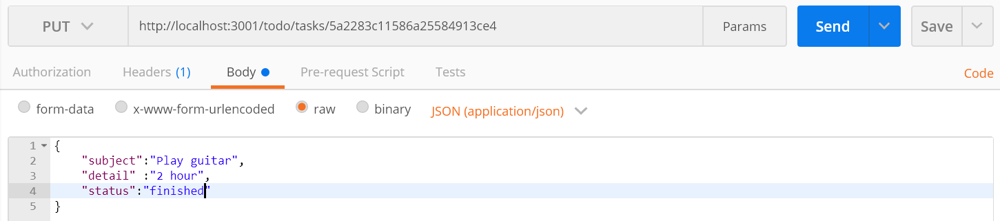 PUT http://localhost:3001/todo/tasks/5a2283c11586a25584913ce4 Params Send Save
Authorization Headers (1) Body Pre-request Script Tests Code
form-data x-www-form-urlencoded raw binary JSON (application/json)
1 {
2 "subject":"Play guitar",
3 "detail" :"2 hour",
4 "status":"finished"
5 }